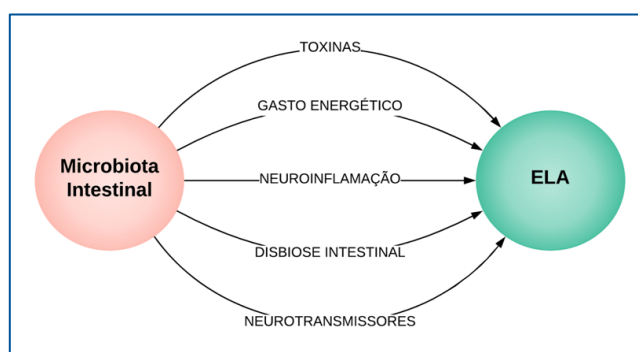 TOXINAS
GASTO ENERGÉTICO
Microbiota
Intestinal
NEUROINFLAMAÇÃO
ELA
DISBIOSE INTESTINAL
NEUROTRANSMISSORES